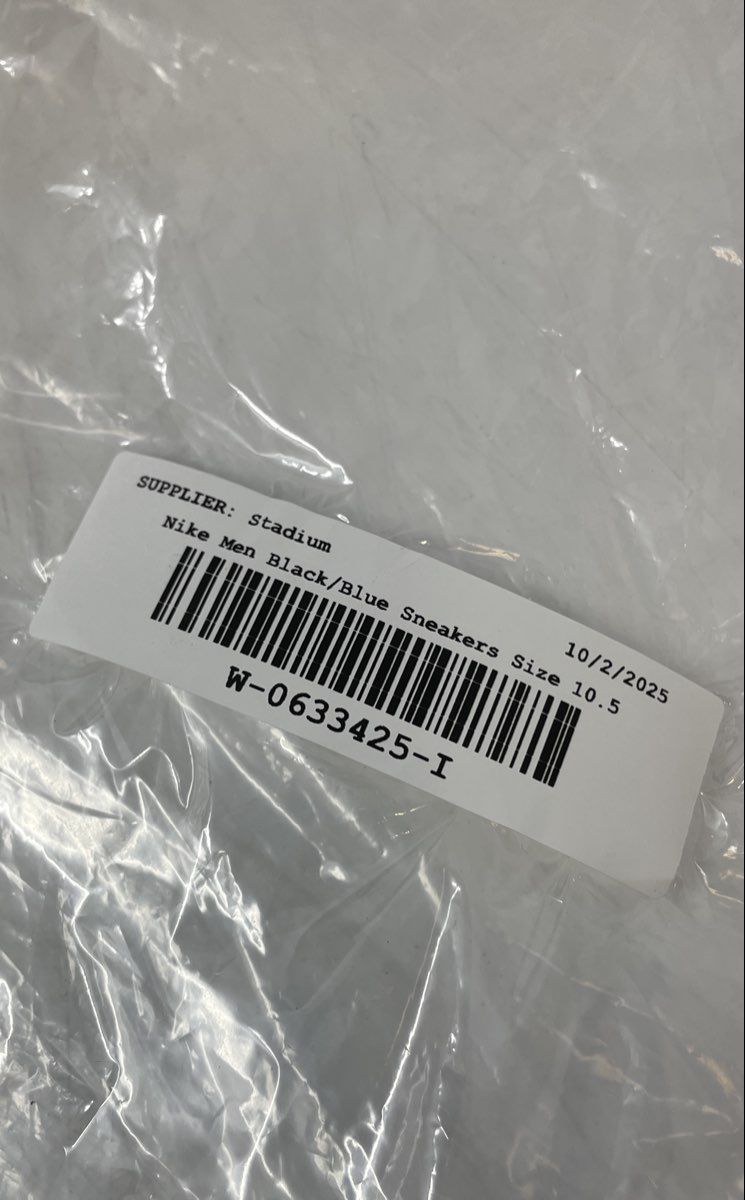 SUPPLIER: Stadium
10/2/2025
Nike Men Black/Blue Sneakers Size 10.5
W-0633425-I